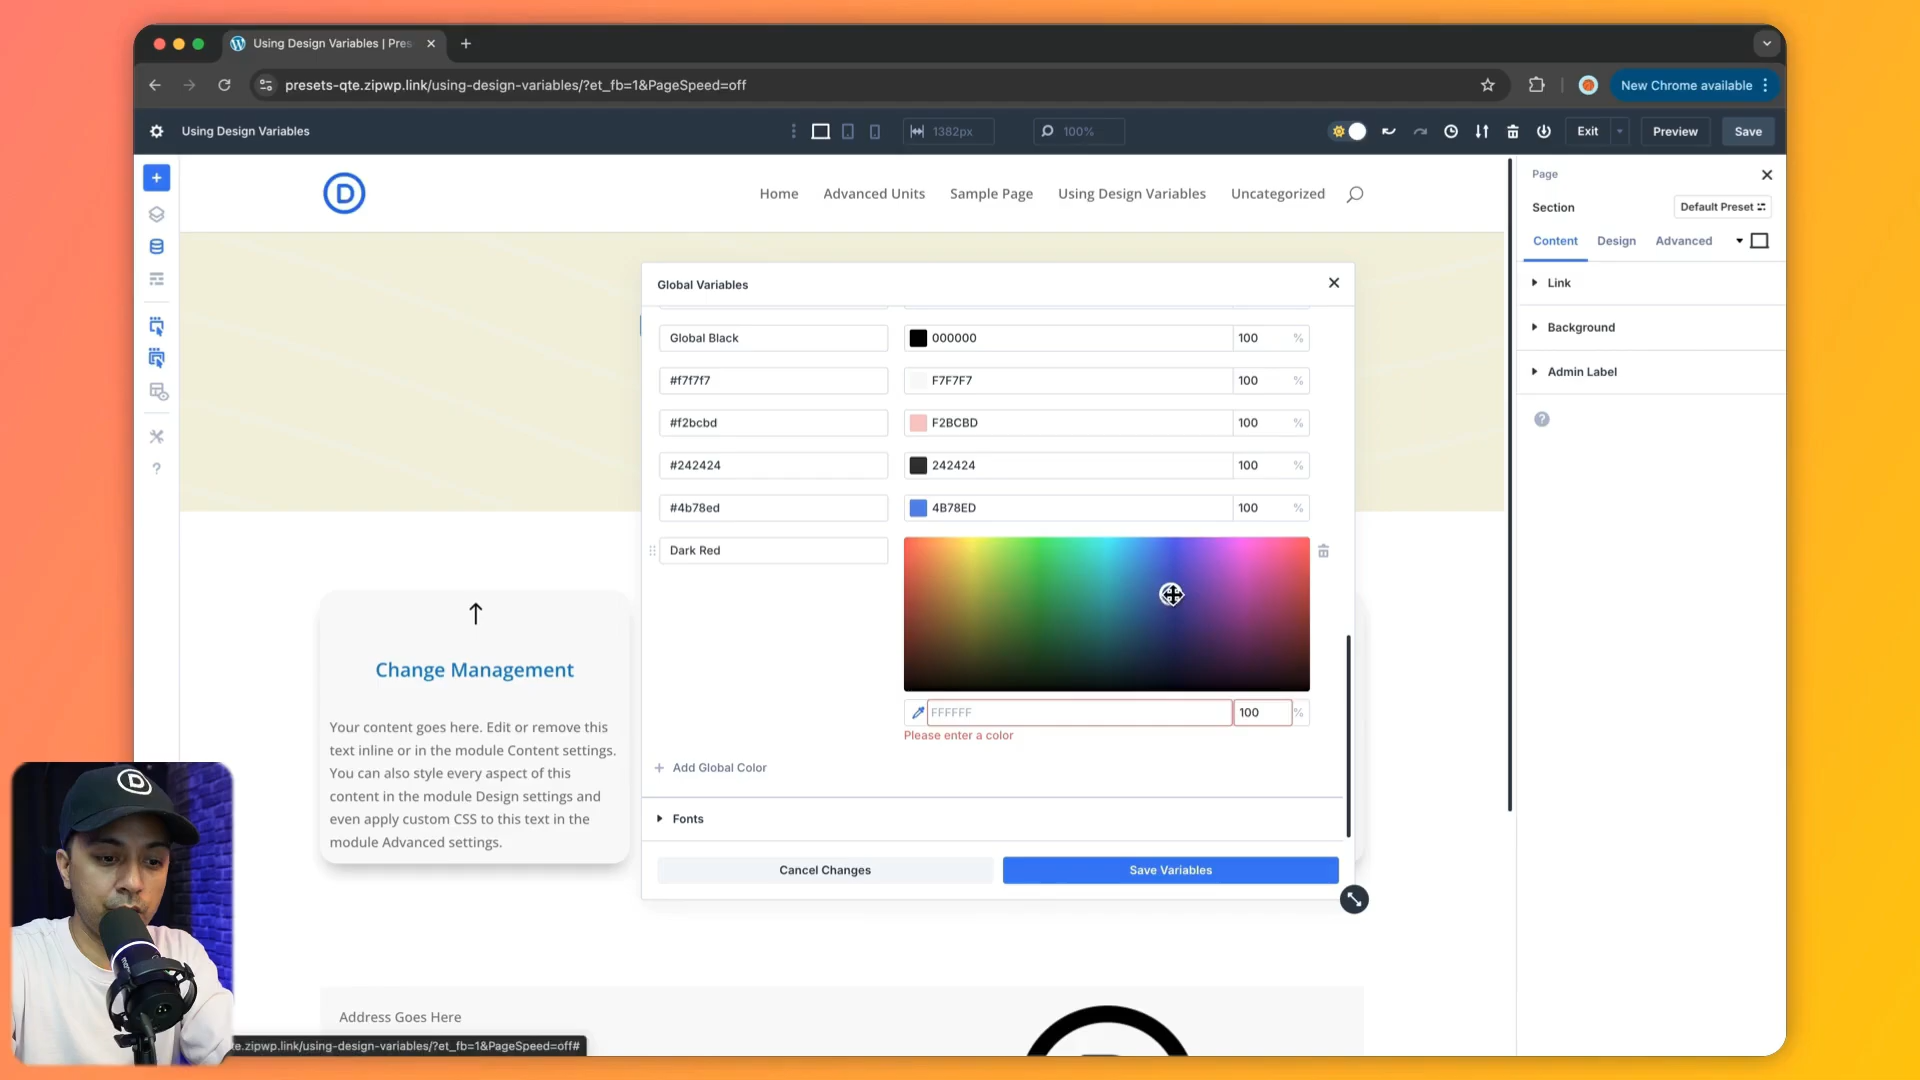 Using Design Variables | Pres
presets-qte.zipwp.link/using-design-variables/?et_fb=1&PageSpeed=off
New Chrome available
Using Design Variables
1382px
100%
Exit
Preview
Save
D
Home
Advanced Units
Sample Page
Using Design Variables
Uncategorized
Page
Section
Default Preset
Content
Design
Advanced
Link
Background
Admin Label
?
?
Global Variables
Global Black
000000
100 %
#f7f7f7
F7F7F7
100 %
#f2bcbd
F2BCBD
100 %
#242424
242424
100 %
#4b78ed
4B78ED
100 %
Dark Red
FFFFFF
100 %
Please enter a color
+ Add Global Color
Fonts
Cancel Changes
Save Variables
Change Management
Your content goes here. Edit or remove this
text inline or in the module Content settings.
You can also style every aspect of this
content in the module Design settings and
even apply custom CSS to this text in the
module Advanced settings.
Address Goes Here
D
te.zipwp.link/using-design-variables/?et_fb=1&PageSpeed=off#